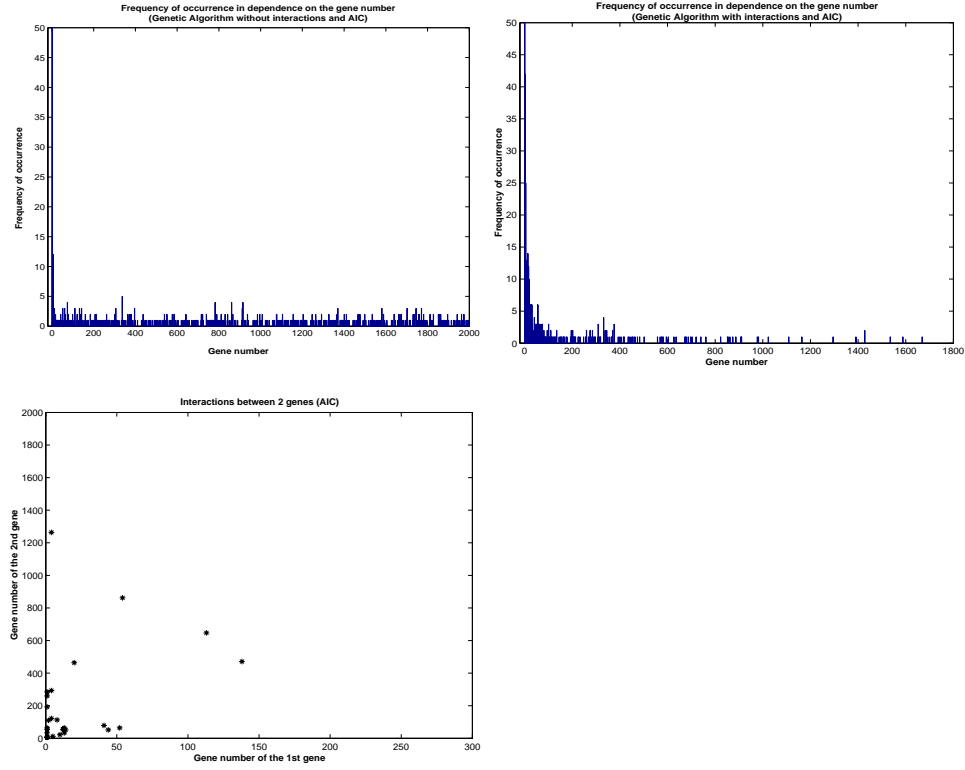 Frequency of occurrence in dependence on the gene number
(Genetic Algorithm without interactions and AIC)
50
45
40
35
30
25
20
15
10
5
0
Frequency of occurrence
0 200 400 600 800 1000 1200 1400 1600 1800 2000
Gene number
Frequency of occurrence in dependence on the gene number
(Genetic Algorithm with interactions and AIC)
50
45
40
35
30
25
20
15
10
5
0
Frequency of occurrence
0 200 400 600 800 1000 1200 1400 1600 1800
Gene number
Interactions between 2 genes (AIC)
2000
1800
1600
1400
1200
1000
800
600
400
200
0
Gene number of the 2nd gene
0 50 100 150 200 250 300
Gene number of the 1st gene